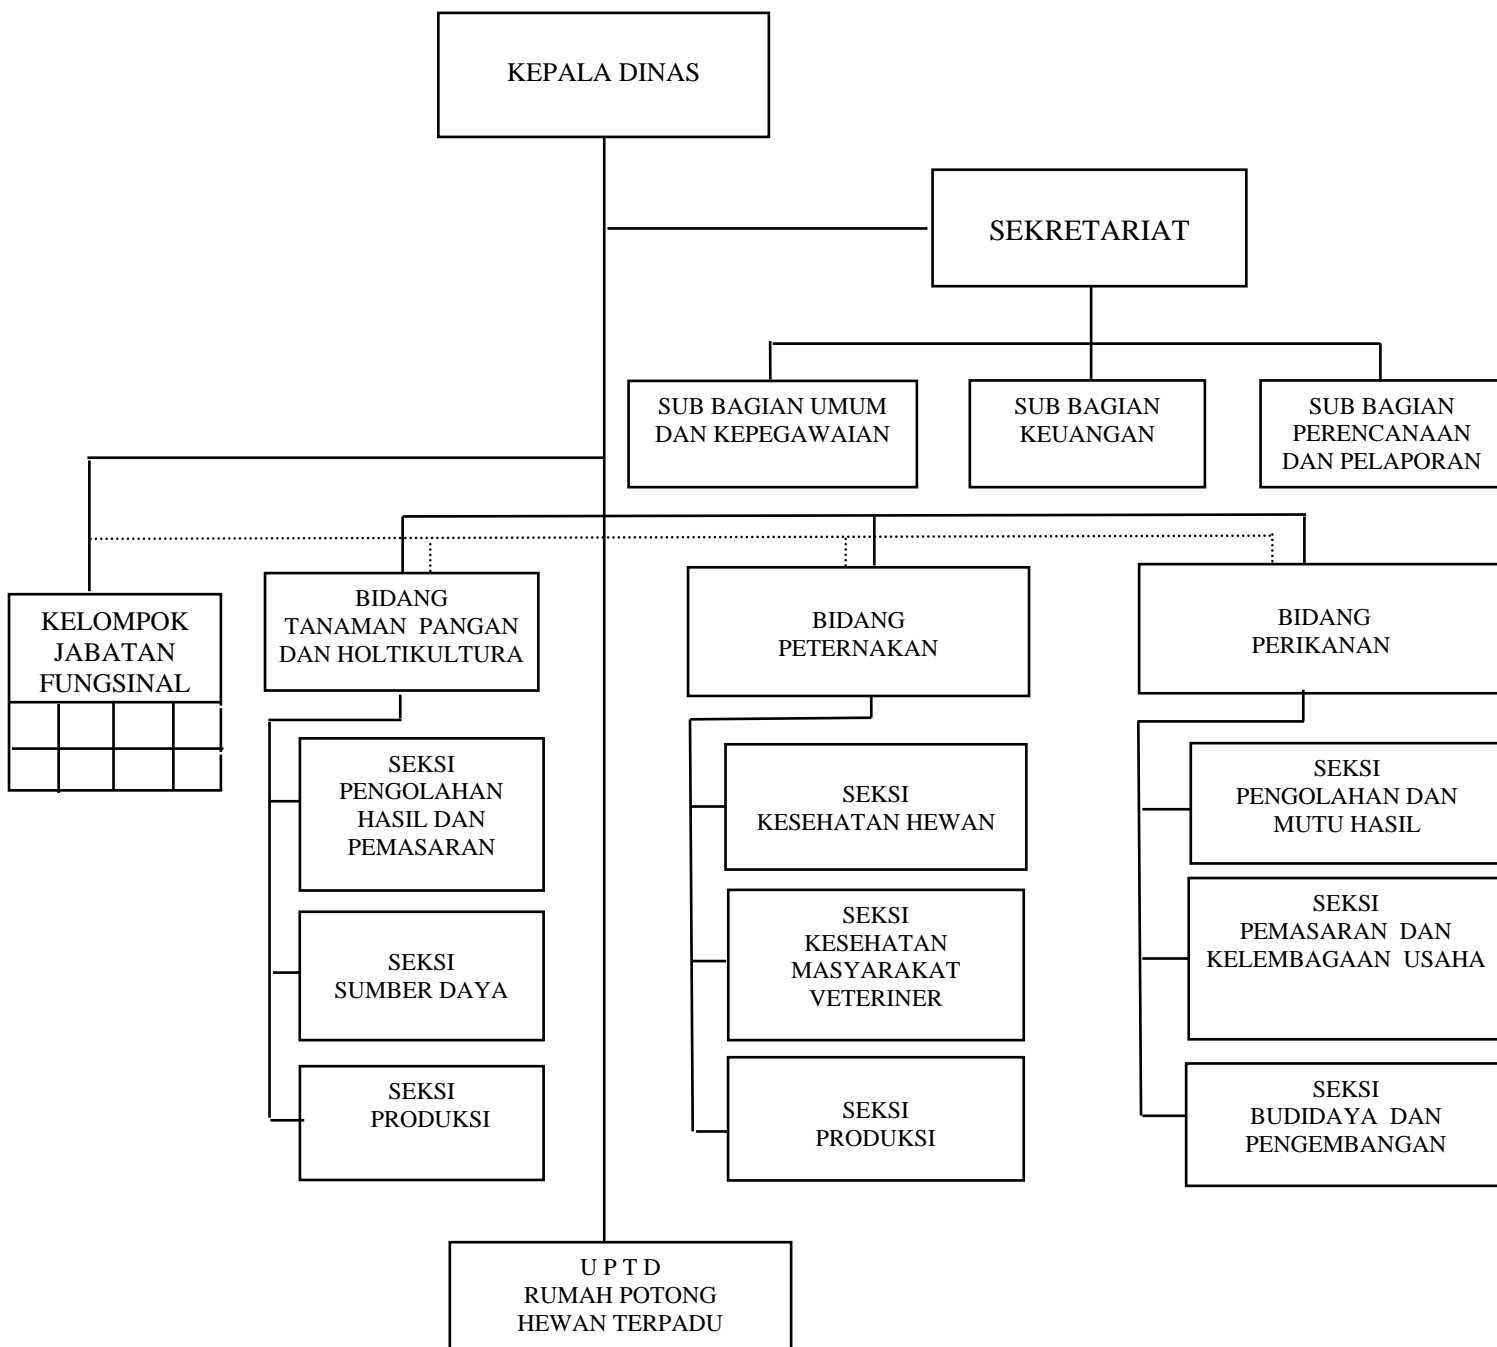 KEPALA DINAS
SEKRETARIAT
SUB BAGIAN UMUM
DAN KEPEGAWAIAN
SUB BAGIAN
KEUANGAN
SUB BAGIAN
PERENCANAAN
DAN PELAPORAN
KELOMPOK
JABATAN
FUNGSINAL
BIDANG
TANAMAN PANGAN
DAN HOLTIKULTURA
BIDANG
PETERNAKAN
BIDANG
PERIKANAN
SEKSI
PENGOLAHAN
HASIL DAN
PEMASARAN
SEKSI
SUMBER DAYA
SEKSI
PRODUKSI
SEKSI
KESEHATAN HEWAN
SEKSI
KESEHATAN
MASYARAKAT
VETERINER
SEKSI
PRODUKSI
SEKSI
PENGOLAHAN DAN
MUTU HASIL
SEKSI
PEMASARAN DAN
KELEMBAGAAN USAHA
SEKSI
BUDIDAYA DAN
PENGEMBANGAN
U P T D
RUMAH POTONG
HEWAN TERPADU